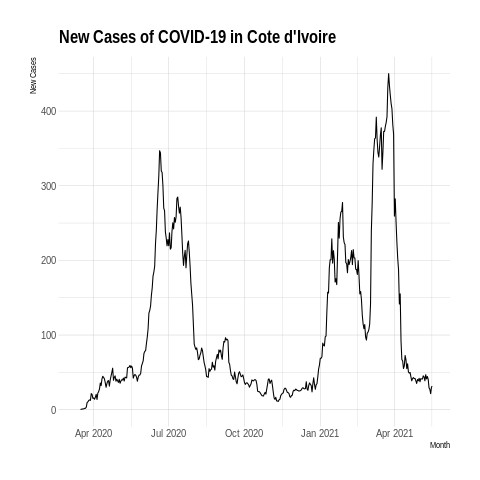 New Cases of COVID-19 in Cote d'Ivoire
New Cases
400
300
200
100
0
Apr 2020 Jul 2020 Oct 2020 Jan 2021 Apr 2021
Month